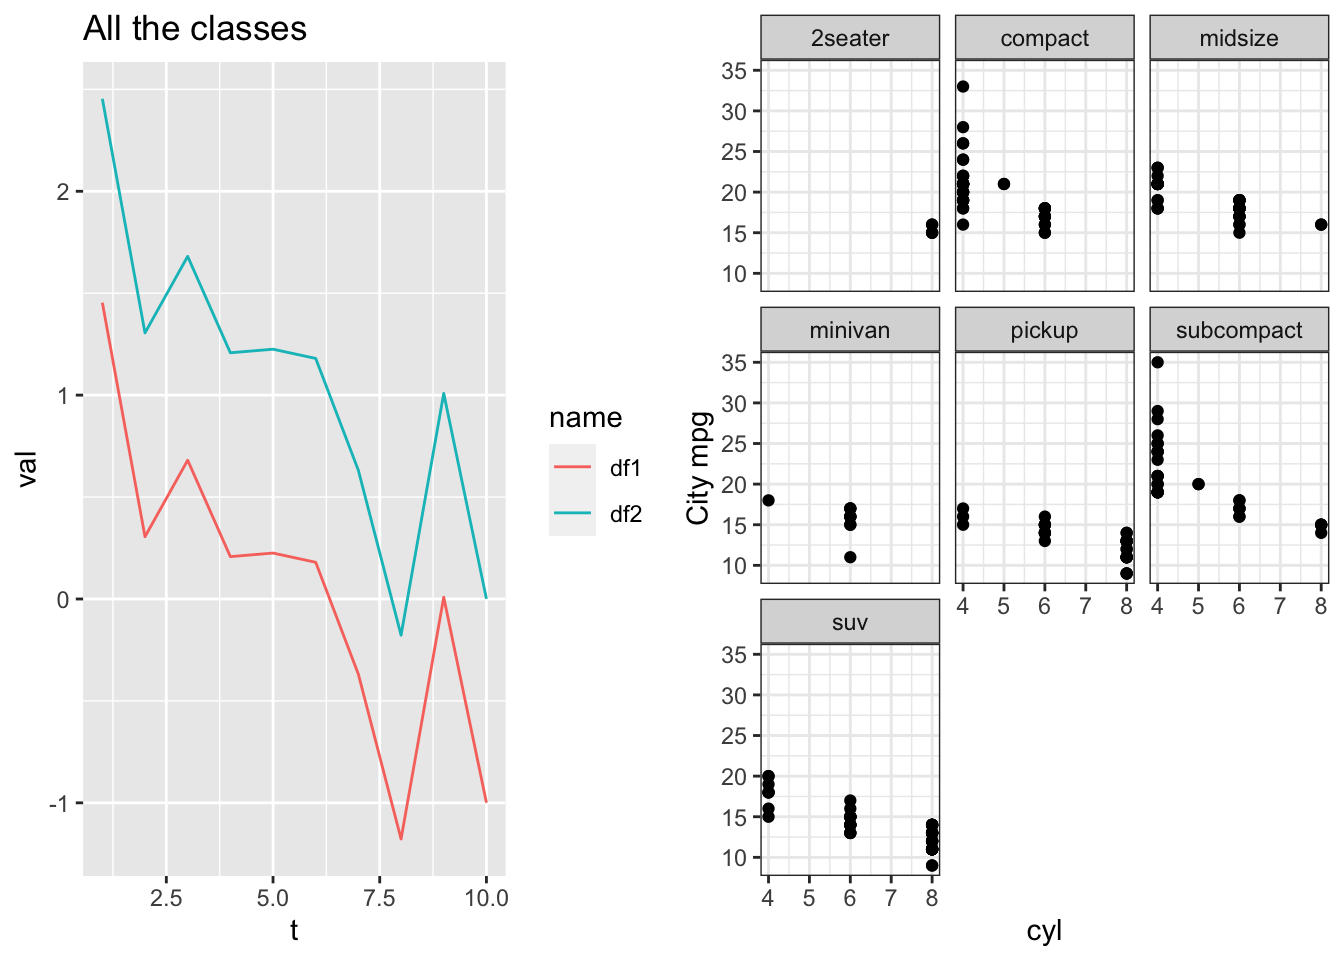 All the classes
val
2
1
0
-1
2.5 5.0 7.5 10.0
t
name
df1
df2
City mpg
2seater compact midsize
35
30
25
20
15
10
minivan pickup subcompact
35
30
25
20
15
10
4 5 6 7 8 4 5 6 7 8
suv
35
30
25
20
15
10
4 5 6 7 8
cyl